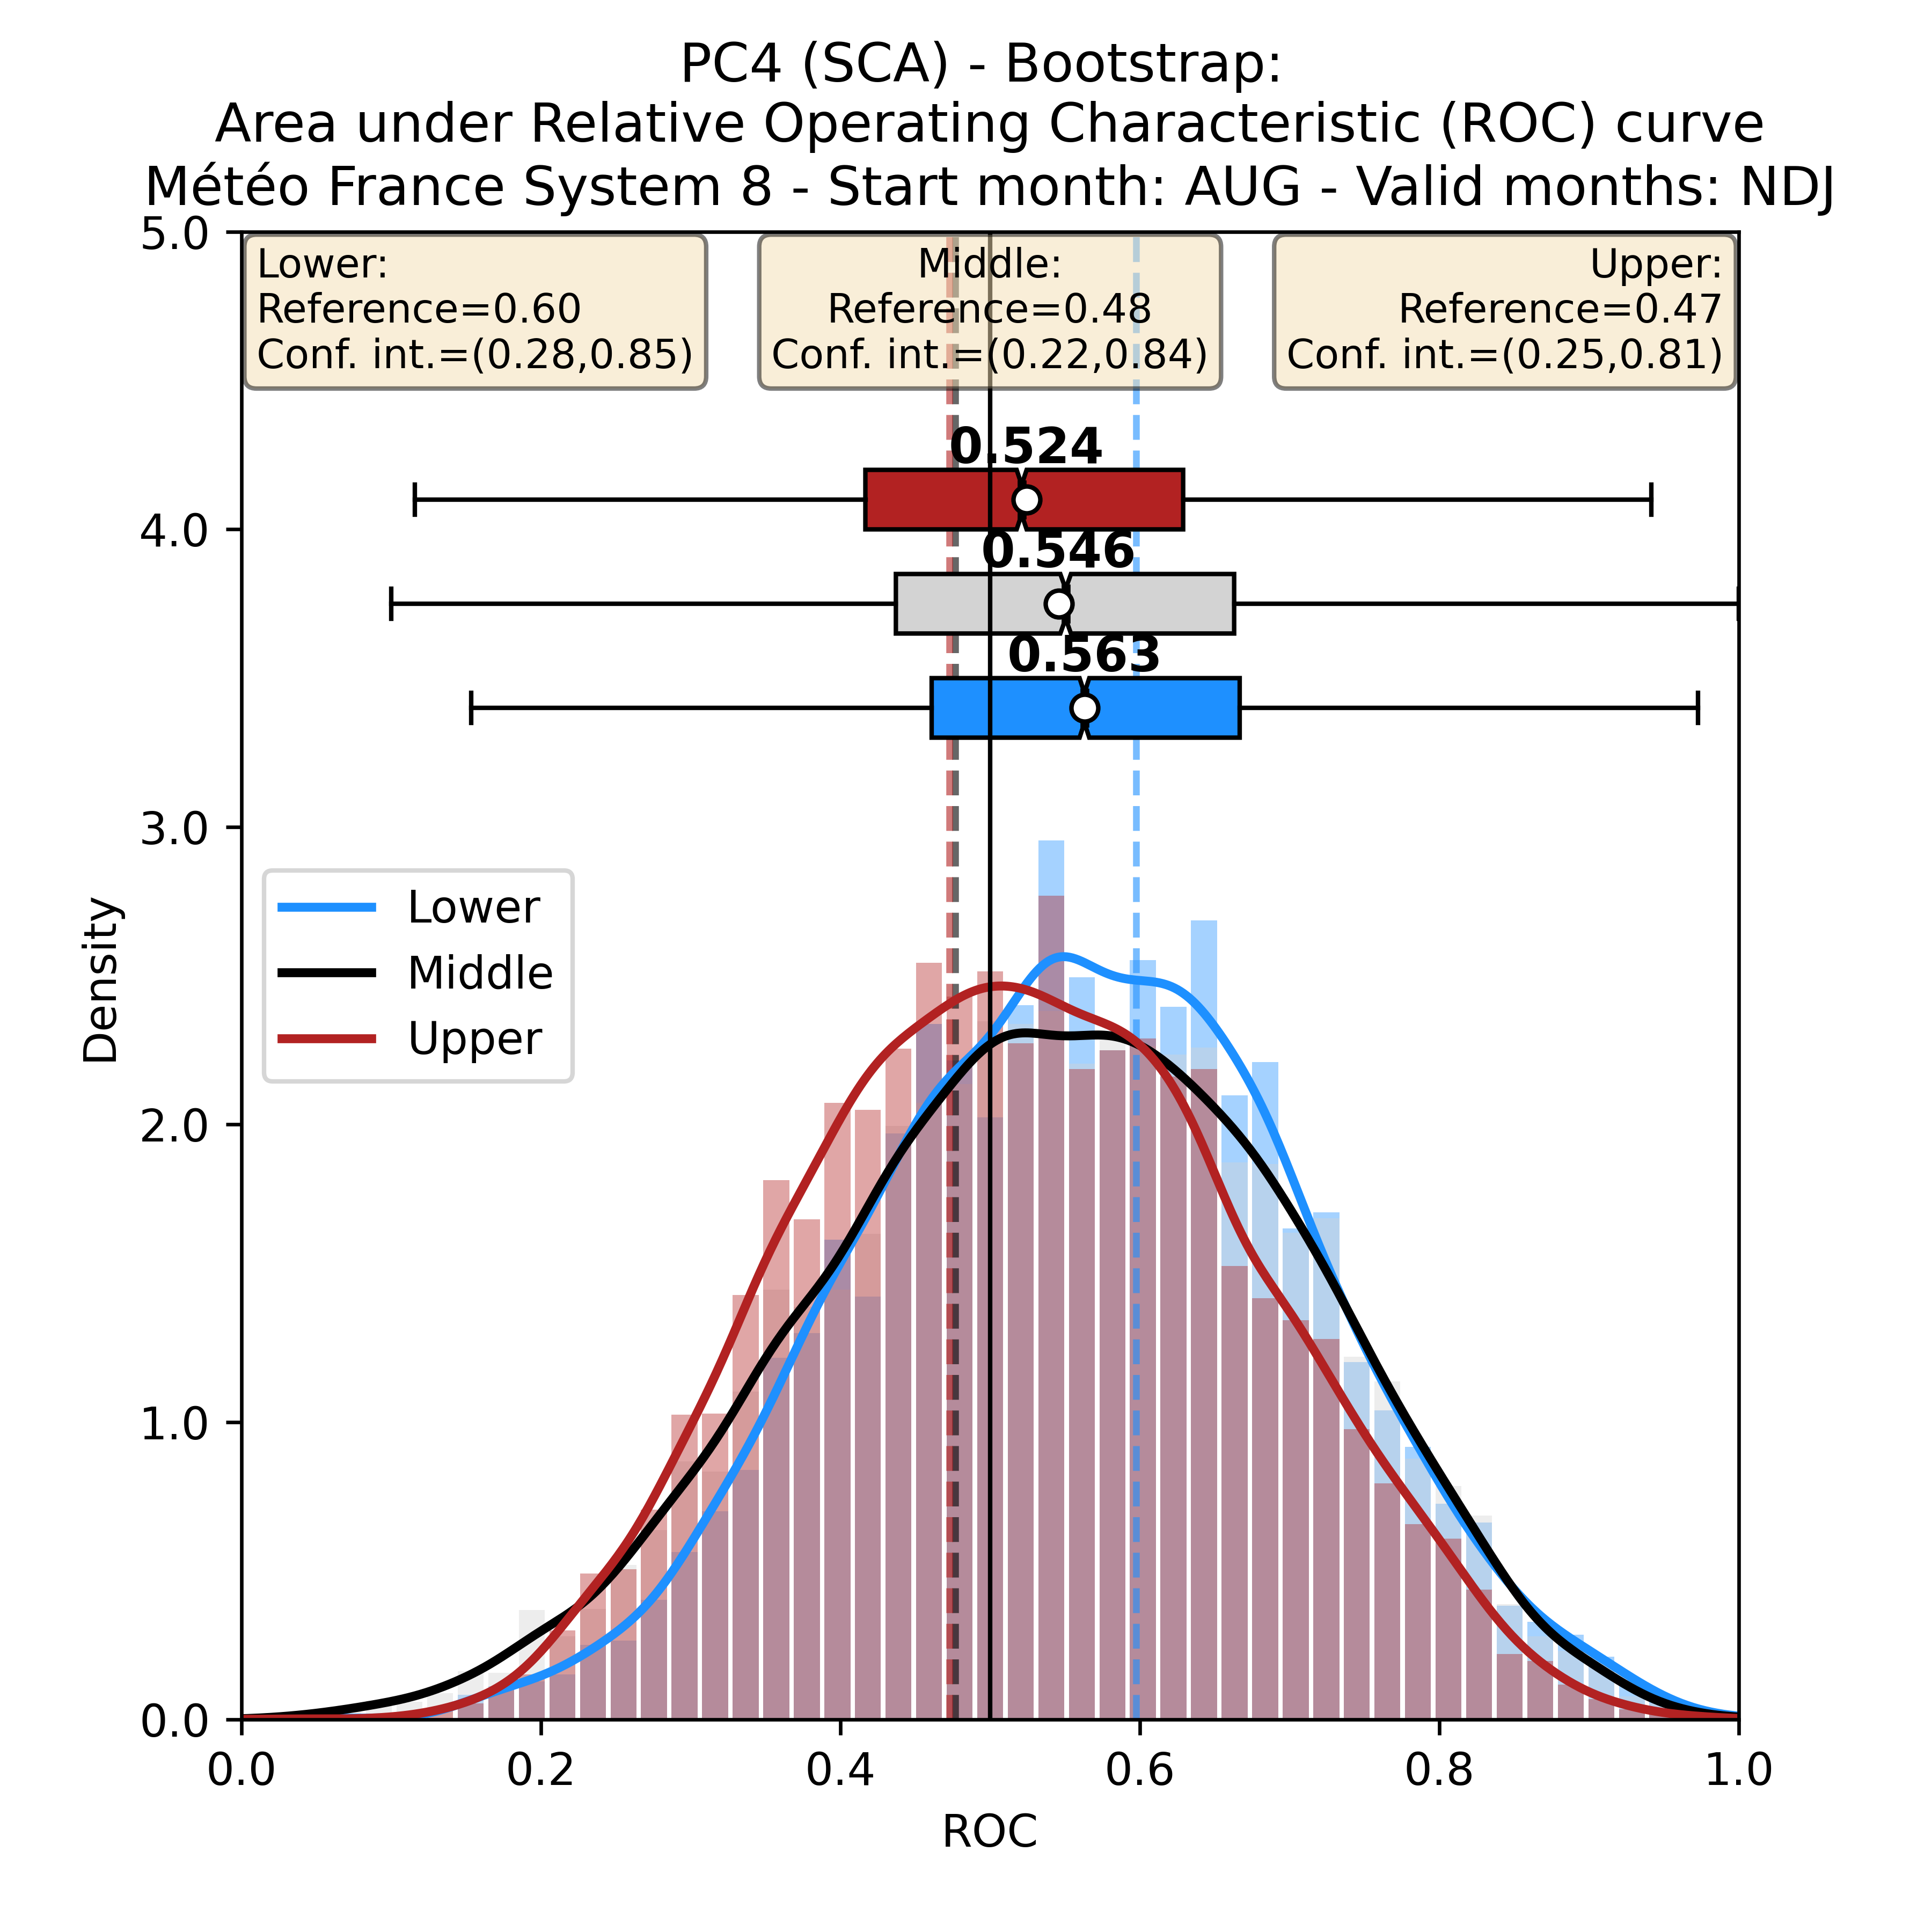 PC4 (SCA) - Bootstrap:
Area under Relative Operating Characteristic (ROC) curve
Météo France System 8 - Start month: AUG - Valid months: NDJ
5.0
Lower:
Reference=0.60
Conf. int.=(0.28,0.85)
Middle:
Reference=0.48
Conf. int.=(0.22,0.84)
Upper:
Reference=0.47
Conf. int.=(0.25,0.81)
0.524
4.0
0.546
0.563
3.0
Lower
Middle
Upper
Density
2.0
1.0
0.0
0.0
0.2
0.4
0.6
0.8
1.0
ROC